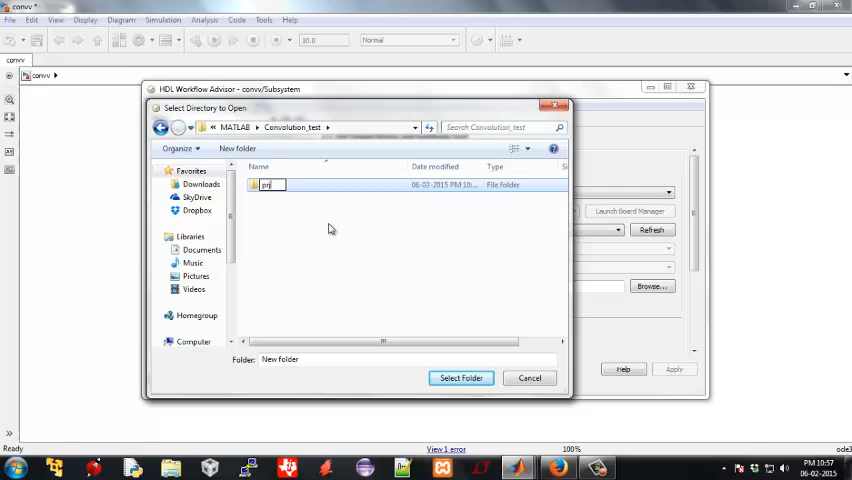 convv *
File Edit View Display Diagram Simulation Analysis Code Tools Help
10.0 Normal
convv
convv
HDL Workflow Advisor - convv/Subsystem
Select Directory to Open
« MATLAB Convolution_test Search Convolution_test
Organize New folder
Favorites
Downloads
SkyDrive
Dropbox
Libraries
Documents
Music
Pictures
Videos
Homegroup
Computer
Name Date modified Type Si
prj 06-02-2015 PM 10:... File folder
Folder: New folder
Select Folder Cancel
Launch Board Manager
Refresh
Browse...
Help Apply
Ready View 1 error 100% ode3
PM 10:57
06-02-2015